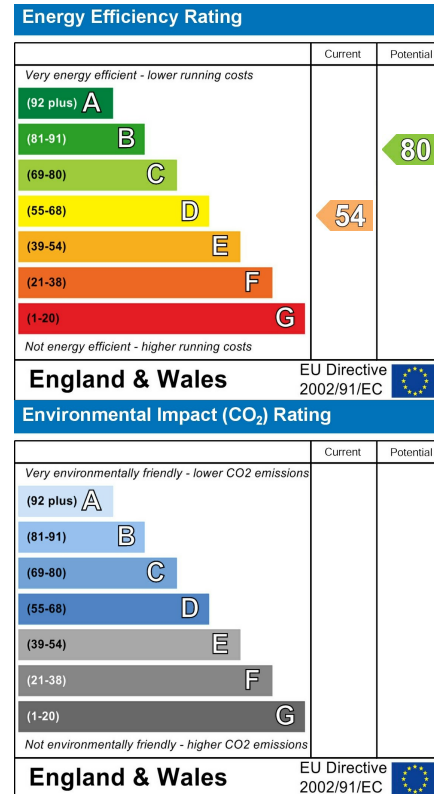 Energy Efficiency Rating
Current Potential
Very energy efficient - lower running costs
(92 plus) A
(81-91) B
80
(69-80) C
(55-68) D
54
(39-54) E
(21-38) F
(1-20) G
Not energy efficient - higher running costs
England & Wales
EU Directive
2002/91/EC
Environmental Impact (CO₂) Rating
Current Potential
Very environmentally friendly - lower CO2 emissions
(92 plus) A
(81-91) B
(69-80) C
(55-68) D
(39-54) E
(21-38) F
(1-20) G
Not environmentally friendly - higher CO2 emissions
England & Wales
EU Directive
2002/91/EC